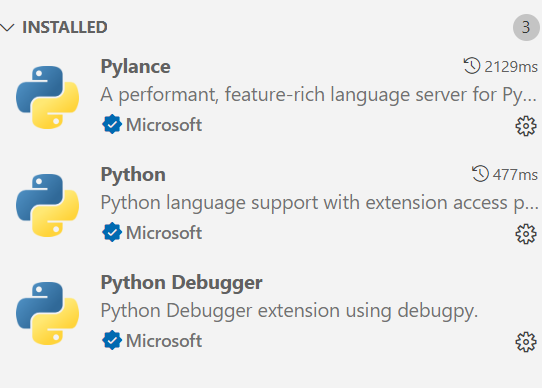 INSTALLED 3
Pylance 2129ms
A performant, feature-rich language server for Py...
Microsoft
Python 477ms
Python language support with extension access p...
Microsoft
Python Debugger
Python Debugger extension using debugpy.
Microsoft